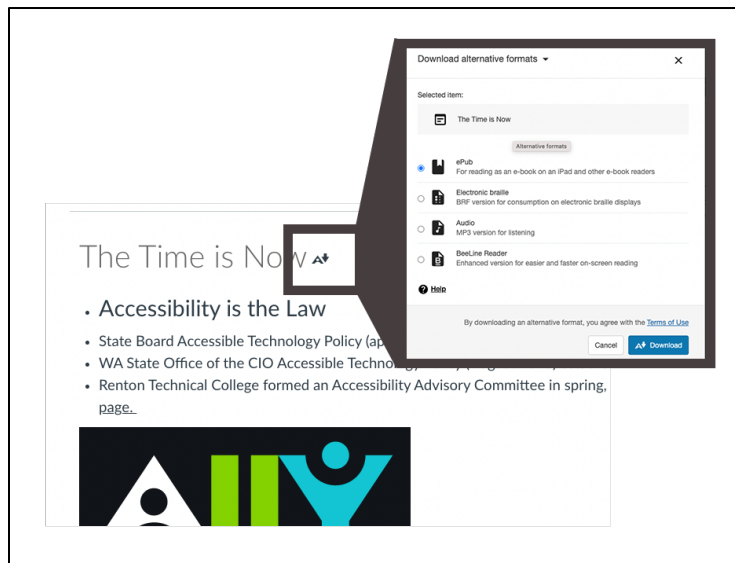 Download alternative formats
Selected item:
The Time is Now
Alternative formats
ePub
For reading as an e-book on an iPad and other e-book readers
Electronic braille
BRF version for consumption on electronic braille displays
Audio
MP3 version for listening
BeeLine Reader
Enhanced version for easier and faster on-screen reading
Help
By downloading an alternative format, you agree with the Terms of Use
Cancel
Download
The Time is Now
• Accessibility is the Law
• State Board Accessible Technology Policy (ap
• WA State Office of the CIO Accessible
• Renton Technical College formed an Accessibility Advisory Committee in spring,
page.
ALLY